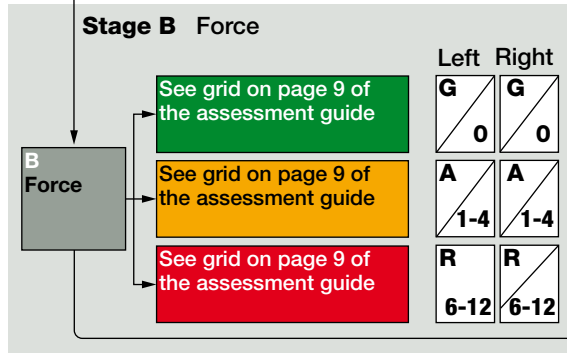 Stage B Force
Left Right
See grid on page 9 of
the assessment guide
G
0
G
0
B
Force
See grid on page 9 of
the assessment guide
A
1-4
A
1-4
See grid on page 9 of
the assessment guide
R
6-12
R
6-12